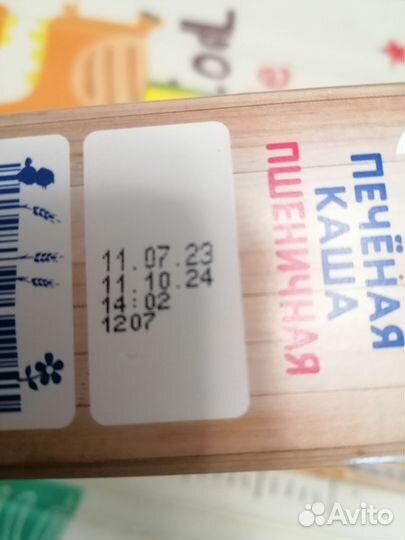 11.07.23
11.10.24
14:02
1207
ПЕЧЁНАЯ
КАША
ПШЕНИЧНАЯ
Avito